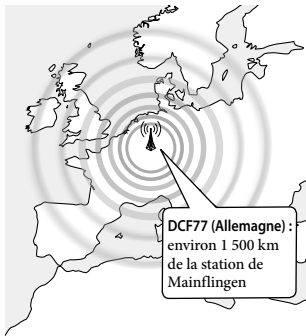 DCF77 (Allemagne) :
environ 1 500 km
de la station de
Mainflingen